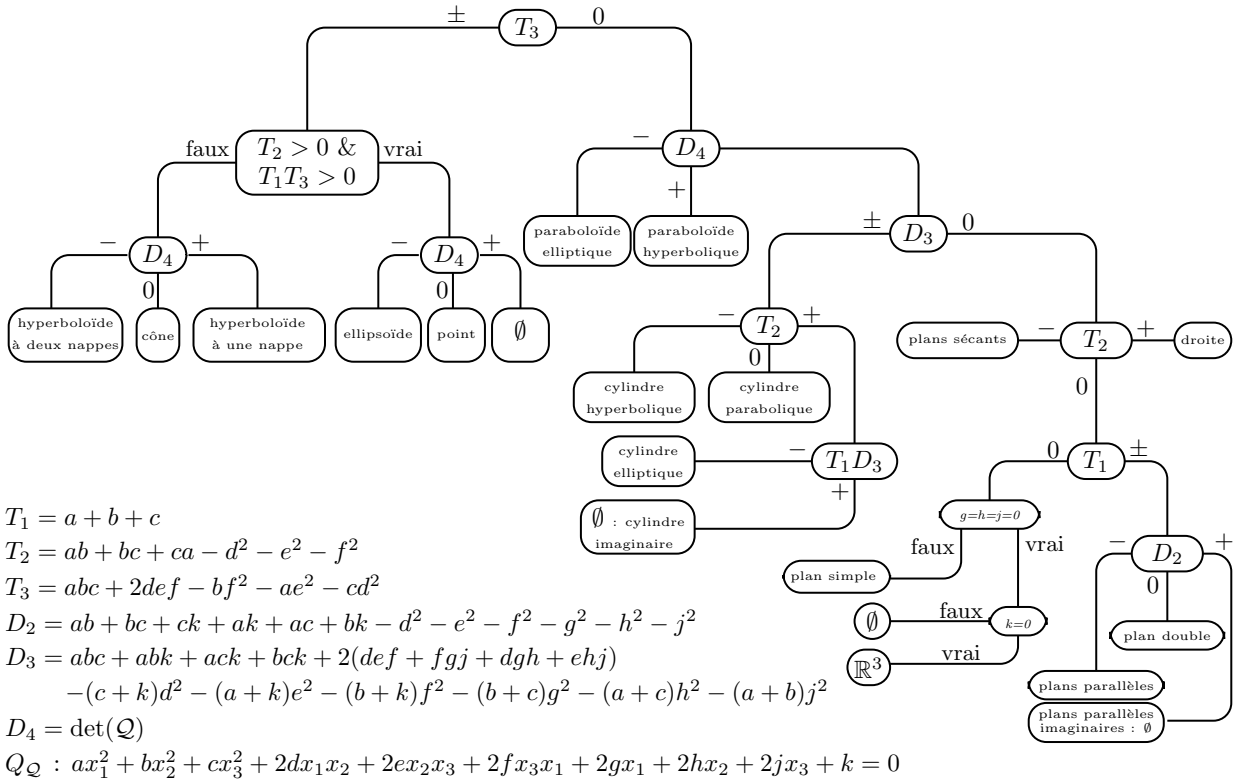 ± T₃ 0
faux T₂ > 0 & vrai
T₁T₃ > 0
− D₄
+
− D₄ +
0
− D₄ +
0
hyperboloïde
à deux nappes
cône
hyperboloïde
à une nappe
ellipsoïde
point
∅
paraboloïde
elliptique
paraboloïde
hyperbolique
± D₃ 0
− T₂ +
0
plans sécants
− T₂ +
0
droite
cylindre
hyperbolique
cylindre
parabolique
cylindre
elliptique
− T₁D₃
+
∅ : cylindre
imaginaire
0 T₁ ±
g=h=j=0
faux
vrai
plan simple
∅
faux
k=0
ℝ³
vrai
− D₂ +
0
plan double
plans parallèles
plans parallèles
imaginaires : ∅
T₁ = a + b + c
T₂ = ab + bc + ca − d² − e² − f²
T₃ = abc + 2def − bf² − ae² − cd²
D₂ = ab + bc + ck + ak + ac + bk − d² − e² − f² − g² − h² − j²
D₃ = abc + abk + ack + bck + 2(def + fgj + dgh + ehj)
−(c + k)d² − (a + k)e² − (b + k)f² − (b + c)g² − (a + c)h² − (a + b)j²
D₄ = det(𝒬)
Q_𝒬 : ax₁² + bx₂² + cx₃² + 2dx₁x₂ + 2ex₂x₃ + 2fx₃x₁ + 2gx₁ + 2hx₂ + 2jx₃ + k = 0